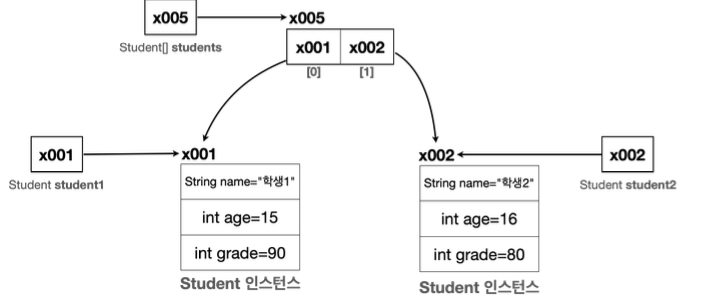 x005
x005
Student[] students
x001 x002
[0] [1]
x001
x001
x002
x002
Student student1
Student student2
String name="학생1"
String name="학생2"
int age=15
int age=16
int grade=90
int grade=80
Student 인스턴스
Student 인스턴스